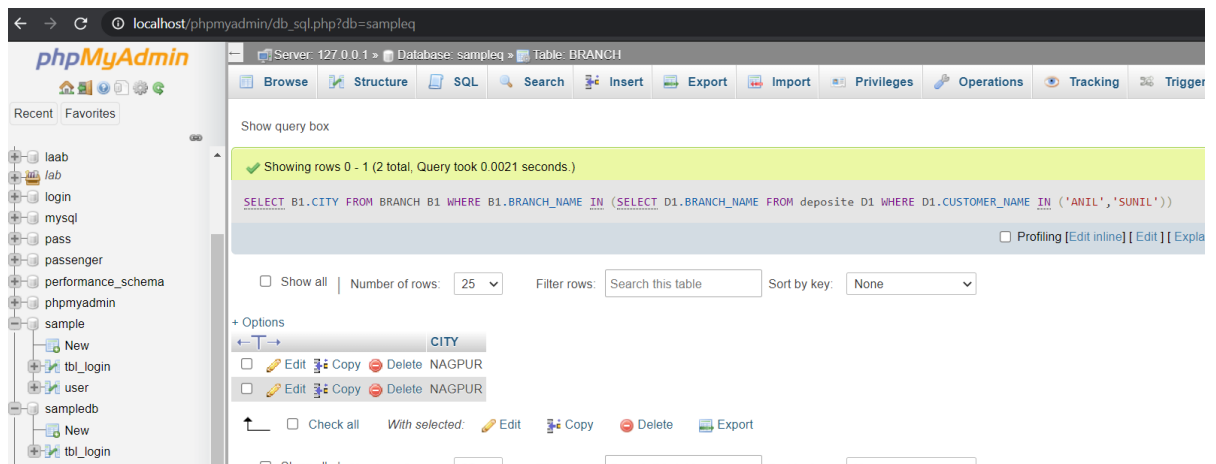 localhost/phpmyadmin/db_sql.php?db=sampleq
phpMyAdmin
Recent Favorites
laab
lab
login
mysql
pass
passenger
performance_schema
phpmyadmin
sample
New
tbl_login
user
sampledb
New
tbl_login
Server: 127.0.0.1 » Database: sampleq » Table: BRANCH
Browse Structure SQL Search Insert Export Import Privileges Operations Tracking Trigger
Show query box
Showing rows 0 - 1 (2 total, Query took 0.0021 seconds.)
SELECT B1.CITY FROM BRANCH B1 WHERE B1.BRANCH_NAME IN (SELECT D1.BRANCH_NAME FROM deposite D1 WHERE D1.CUSTOMER_NAME IN ('ANIL','SUNIL'))
Profiling [Edit inline] [ Edit ] [ Expla
Show all | Number of rows: 25 Filter rows: Search this table Sort by key: None
+ Options
←T→ CITY
Edit Copy Delete NAGPUR
Edit Copy Delete NAGPUR
Check all With selected: Edit Copy Delete Export